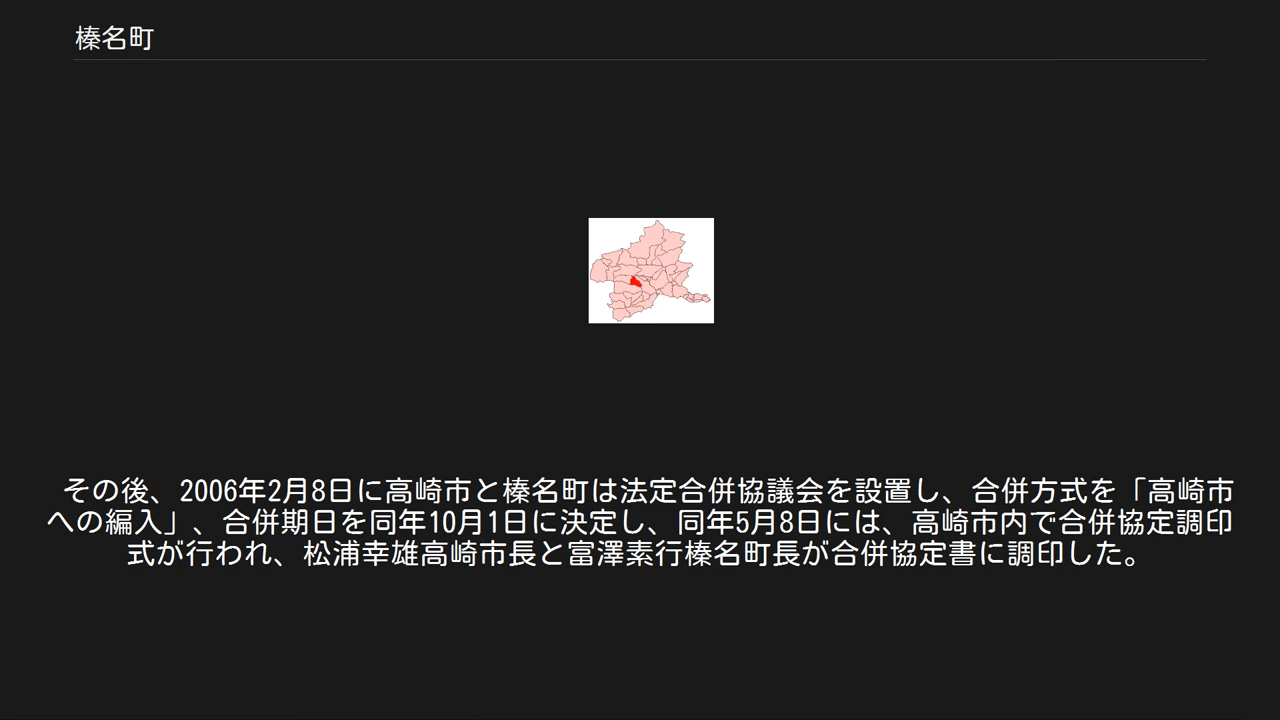 榛名町
その後、2006年2月8日に高崎市と榛名町は法定合併協議会を設置し、合併方式を「高崎市
への編入」、合併期日を同年10月1日に決定し、同年5月8日には、高崎市内で合併協定調印
式が行われ、松浦幸雄高崎市長と富澤素行榛名町長が合併協定書に調印した。